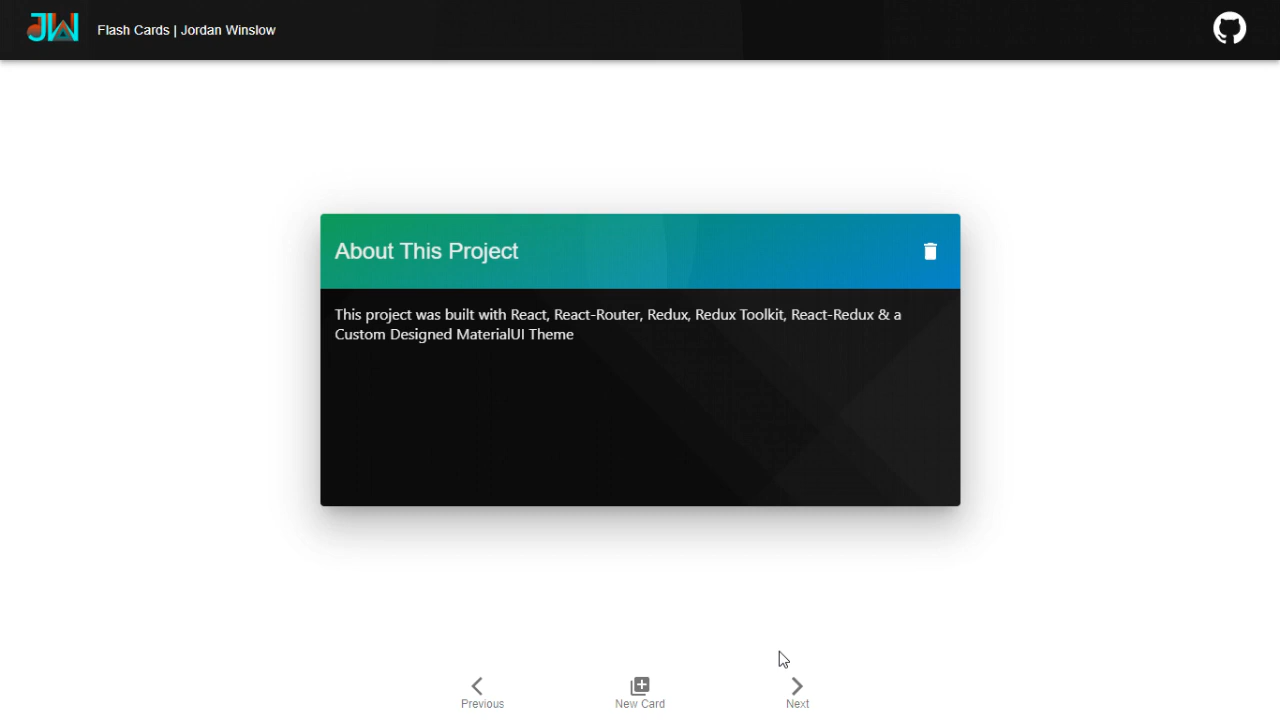 JW
Flash Cards | Jordan Winslow
About This Project
This project was built with React, React-Router, Redux, Redux Toolkit, React-Redux & a
Custom Designed MaterialUI Theme
Previous
New Card
Next